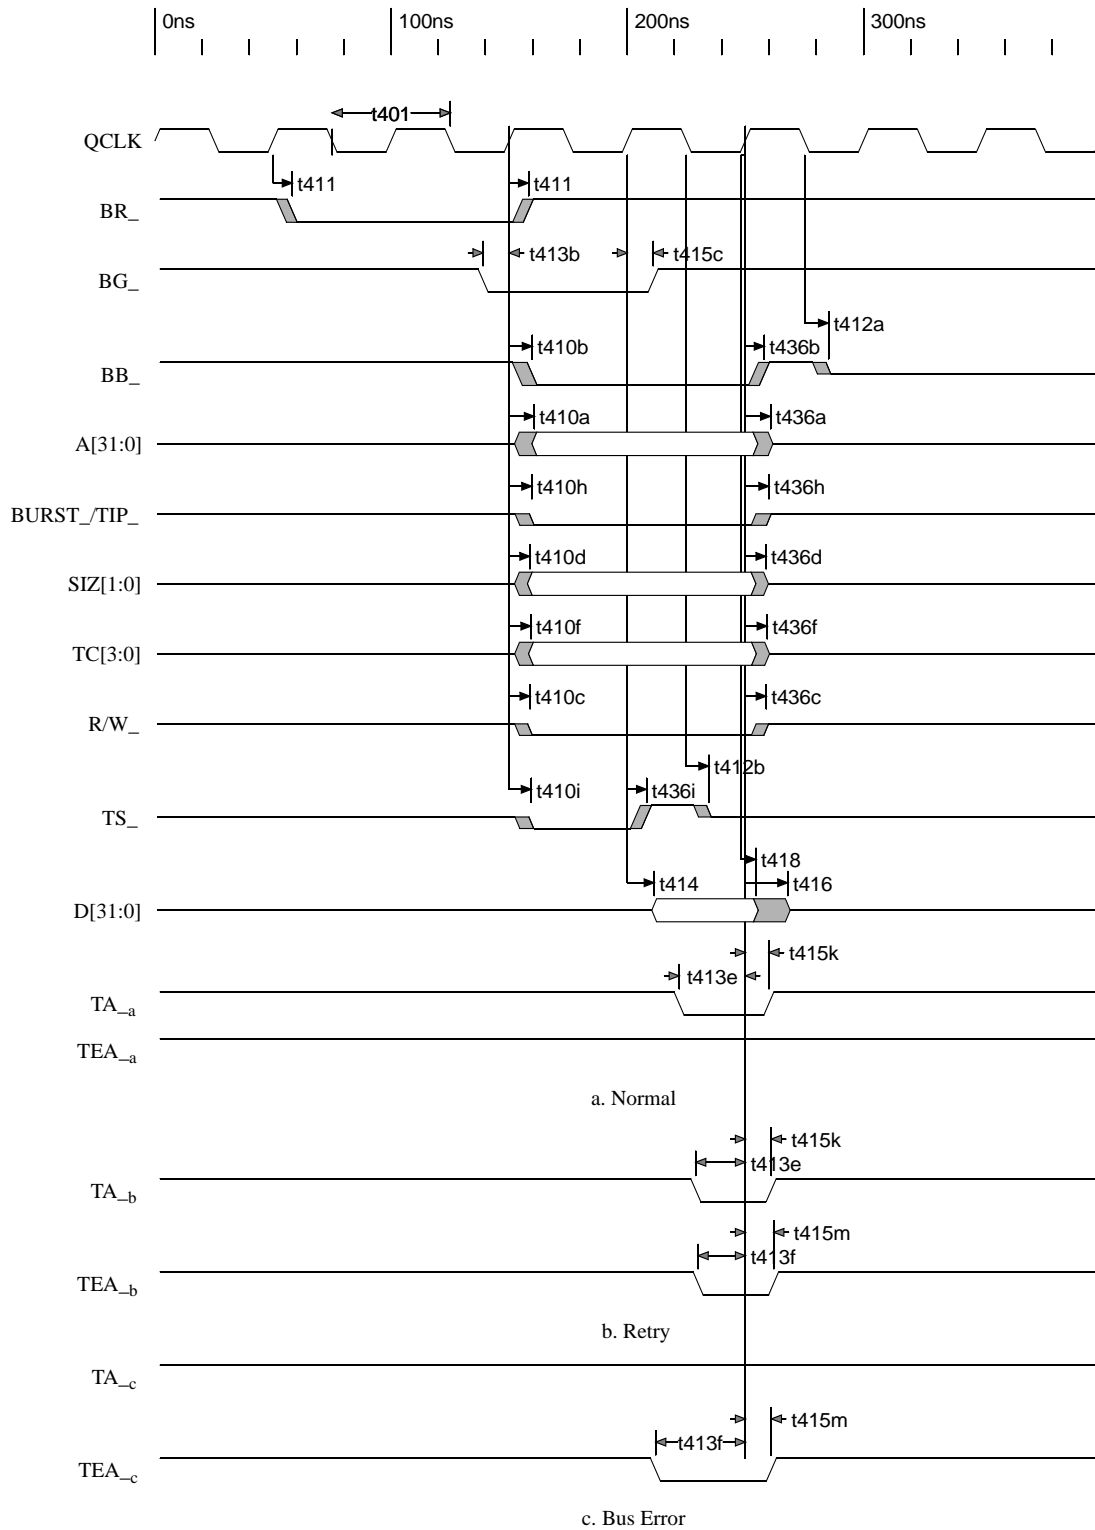 0ns 100ns 200ns 300ns
t401
QCLK
t411 t411
BR_
t413b t415c
BG_
t412a
t410b t436b
BB_
t410a t436a
A[31:0]
t410h t436h
BURST_/TIP_
t410d t436d
SIZ[1:0]
t410f t436f
TC[3:0]
t410c t436c
R/W_
t412b
t410i t436i
TS_
t418
t414 t416
D[31:0]
t415k
t413e
TA_a
TEA_a
a. Normal
t415k
t413e
TA_b
t415m
t413f
TEA_b
b. Retry
TA_c
t415m
t413f
TEA_c
c. Bus Error